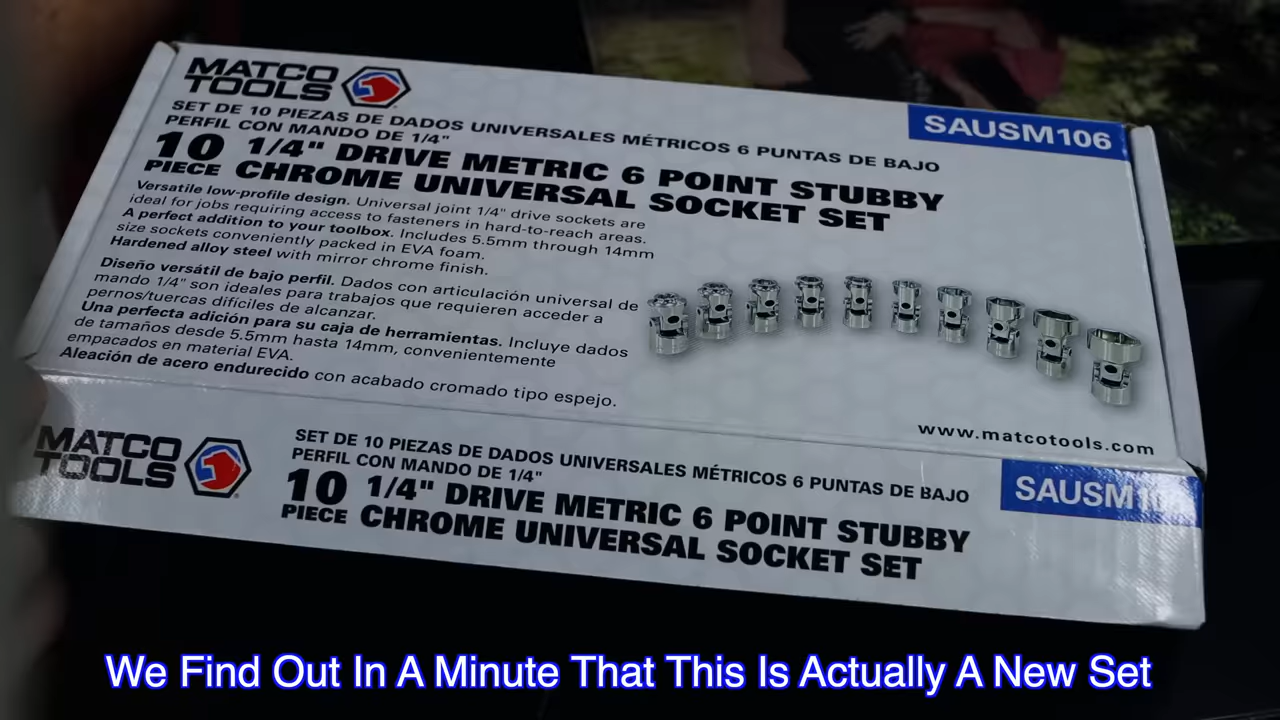 MATCO
TOOLS
SAUSM106
SET DE 10 PIEZAS DE DADOS UNIVERSALES MÉTRICOS 6 PUNTAS DE BAJO
PERFIL CON MANDO DE 1/4"
10 PIECE 1/4" DRIVE METRIC 6 POINT STUBBY
CHROME UNIVERSAL SOCKET SET
Versatile low-profile design. Universal joint 1/4" drive sockets are
ideal for jobs requiring access to fasteners in hard-to-reach areas.
A perfect addition to your toolbox. Includes 5.5mm through 14mm
size sockets conveniently packed in EVA foam.
Hardened alloy steel with mirror chrome finish.
Diseño versátil de bajo perfil. Dados con articulación universal de
mando 1/4" son ideales para trabajos que requieren acceder a
pernos/tuercas difíciles de alcanzar.
Una perfecta adición para su caja de herramientas. Incluye dados
de tamaños desde 5.5mm hasta 14mm, convenientemente
empacados en material EVA.
Aleación de acero endurecido con acabado cromado tipo espejo.
www.matcotools.com
MATCO
TOOLS
SET DE 10 PIEZAS DE DADOS UNIVERSALES MÉTRICOS 6 PUNTAS DE BAJO
PERFIL CON MANDO DE 1/4"
10 PIECE 1/4" DRIVE METRIC 6 POINT STUBBY
CHROME UNIVERSAL SOCKET SET
We Find Out In A Minute That This Is Actually A New Set